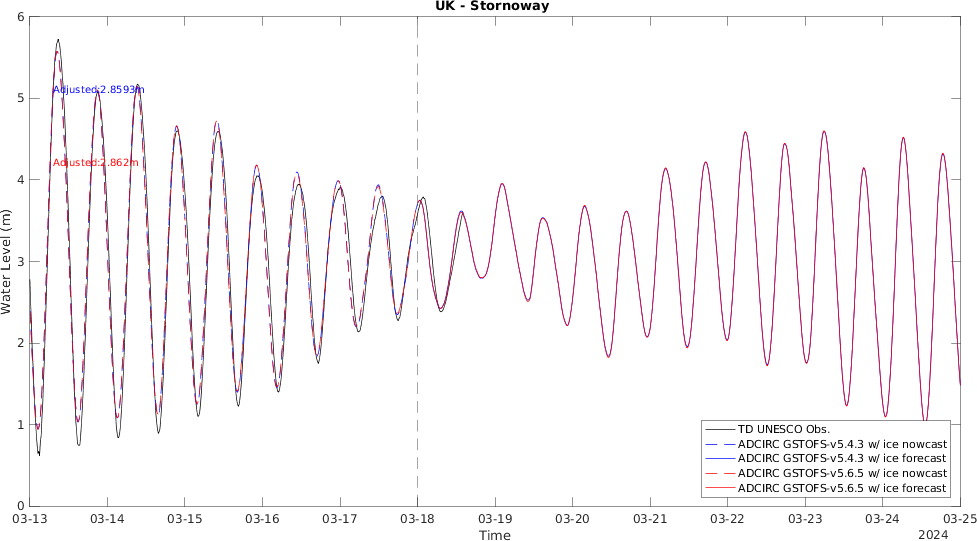 UK - Stornoway
6
5
4
3
2
1
0
Water Level (m)
Adjusted:2.8593m
Adjusted:2.862m
TD UNESCO Obs.
ADCIRC GSTOFS-v5.4.3 w/ ice nowcast
ADCIRC GSTOFS-v5.4.3 w/ ice forecast
ADCIRC GSTOFS-v5.6.5 w/ ice nowcast
ADCIRC GSTOFS-v5.6.5 w/ ice forecast
03-13 03-14 03-15 03-16 03-17 03-18 03-19 03-20 03-21 03-22 03-23 03-24 03-25
Time
2024